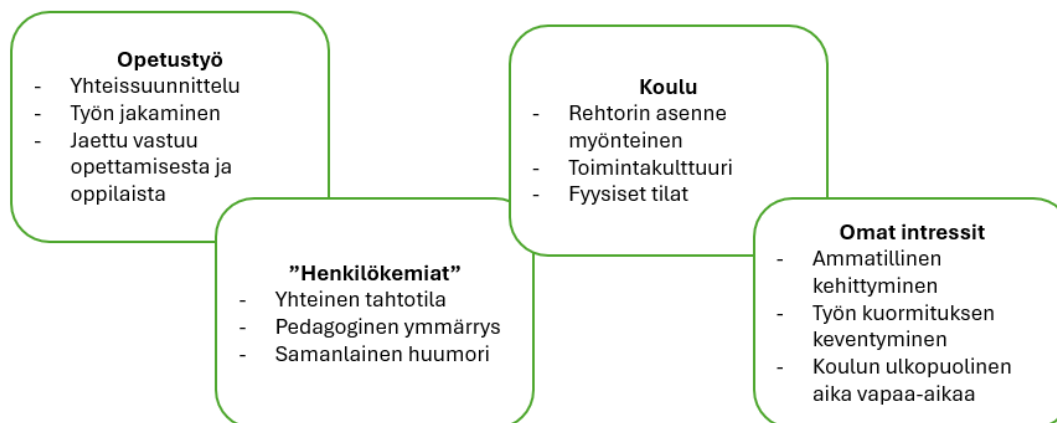 Opetustyö
- Yhteissuunnittelu
- Työn jakaminen
- Jaettu vastuu
opettamisesta ja
oppilaista
”Henkilökemiat”
- Yhteinen tahtotila
- Pedagoginen ymmärrys
- Samanlainen huumori
Koulu
- Rehtorin asenne
myönteinen
- Toimintakulttuuri
- Fyysiset tilat
Omat intressit
- Ammatillinen
kehittyminen
- Työn kuormituksen
keventyminen
- Koulun ulkopuolinen
aika vapaa-aikaa